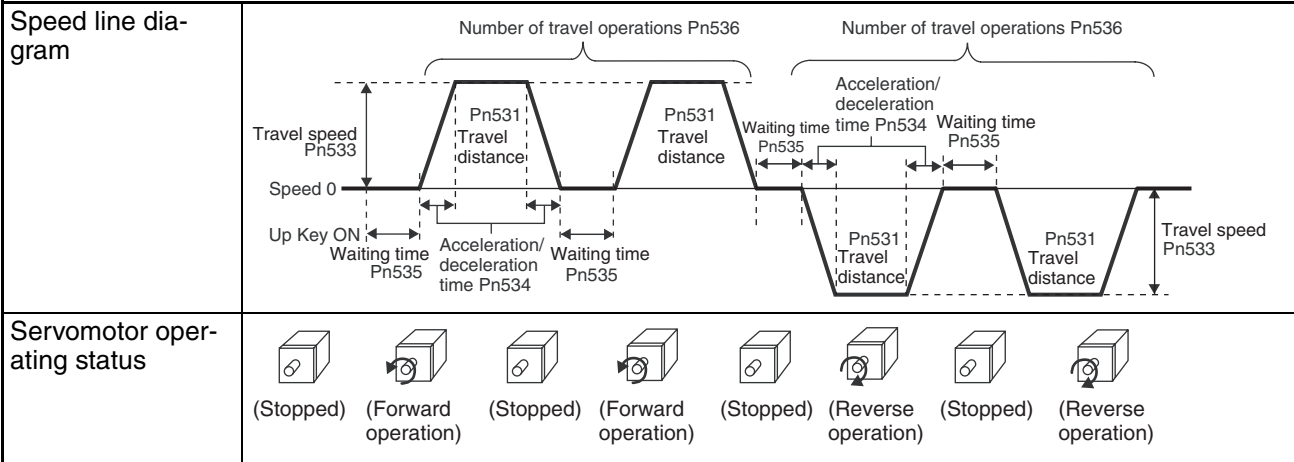 Speed line dia-
gram
Number of travel operations Pn536
Number of travel operations Pn536
Travel speed
Pn533
Pn531
Travel
distance
Pn531
Travel
distance
Waiting time
Pn535
Acceleration/
deceleration
time Pn534
Waiting time
Pn535
Speed 0
Up Key ON
Waiting time
Pn535
Acceleration/
deceleration
time Pn534
Waiting time
Pn535
Pn531
Travel
distance
Pn531
Travel
distance
Travel speed
Pn533
Servomotor oper-
ating status
(Stopped)
(Forward
operation)
(Stopped)
(Forward
operation)
(Stopped)
(Reverse
operation)
(Stopped)
(Reverse
operation)